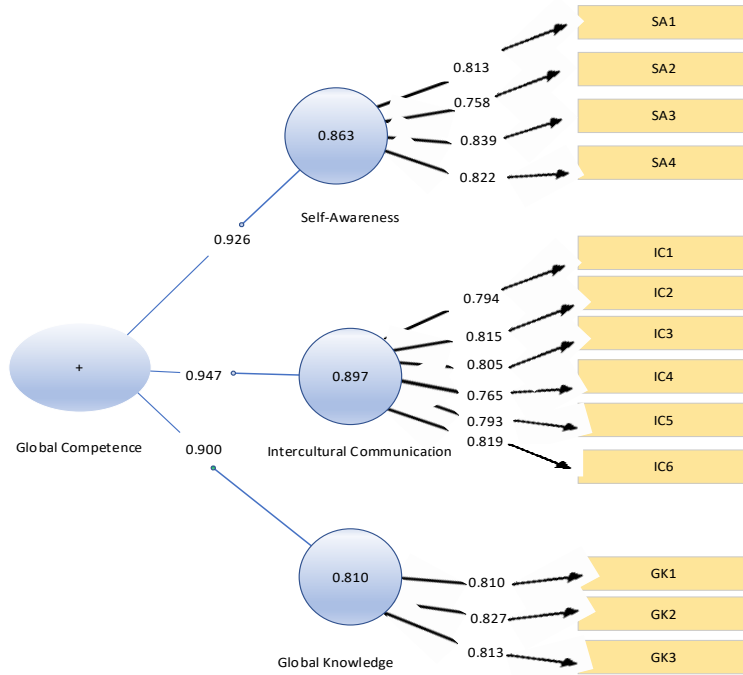 SA1
0.813
SA2
0.758
0.863
SA3
0.839
SA4
0.822
Self-Awareness
0.926
IC1
0.794
IC2
0.815
IC3
0.805
+
0.947
0.897
IC4
0.765
IC5
0.793
0.819
Global Competence
Intercultural Communication
0.900
IC6
GK1
0.810
0.810
GK2
0.827
0.813
GK3
Global Knowledge